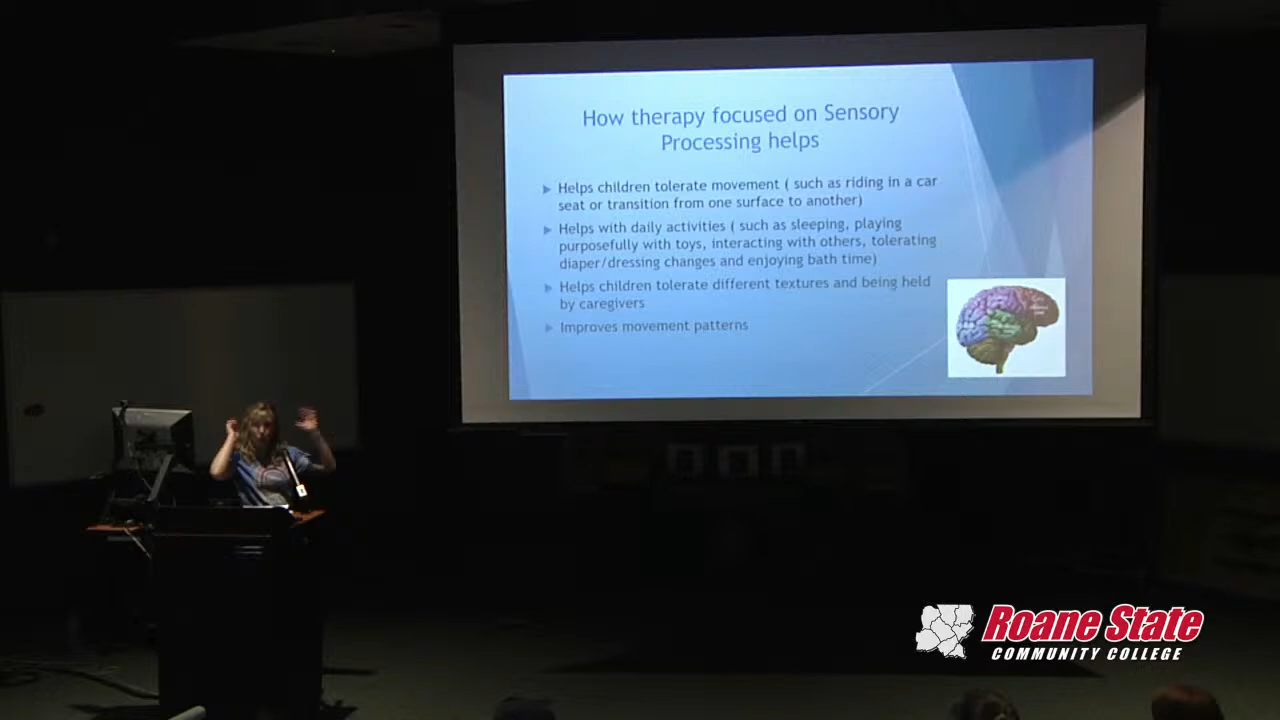 How therapy focused on Sensory
Processing helps
Helps children tolerate movement ( such as riding in a car
seat or transition from one surface to another)
Helps with daily activities ( such as sleeping, playing
purposefully with toys, interacting with others, tolerating
diaper/dressing changes and enjoying bath time)
Helps children tolerate different textures and being held
by caregivers
Improves movement patterns
Roane State
COMMUNITY COLLEGE